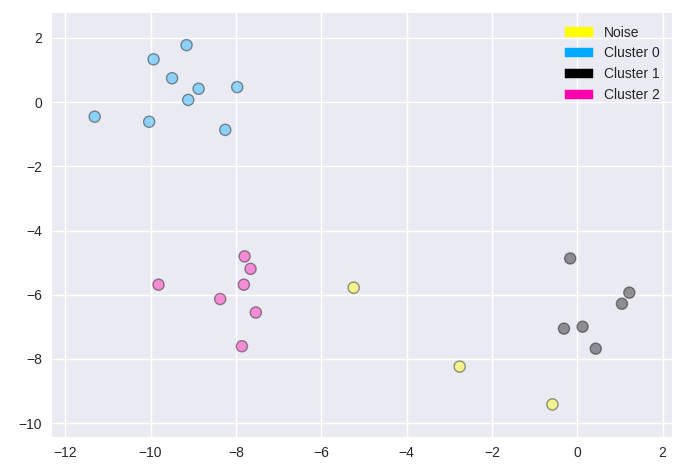 Noise
Cluster 0
Cluster 1
Cluster 2
2
0
−2
−4
−6
−8
−10
−12 −10 −8 −6 −4 −2 0 2